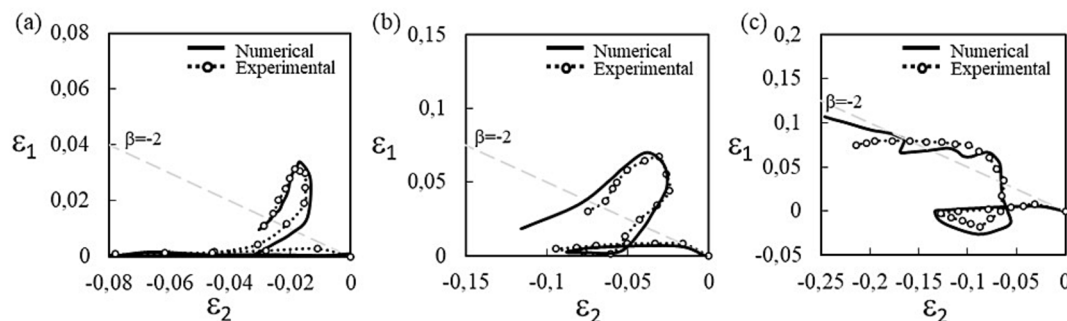 (a)
0,08
0,06
0,04
0,02
0
ε1
β=-2
Numerical
Experimental
-0,08 -0,06 -0,04 -0,02 0
ε2
(b)
0,15
0,1
0,05
0
ε1
β=-2
Numerical
Experimental
-0,15 -0,1 -0,05 0
ε2
(c)
0,2
0,15
0,1
0,05
0
-0,05
ε1
β=-2
Numerical
Experimental
-0,25 -0,2 -0,15 -0,1 -0,05 0
ε2